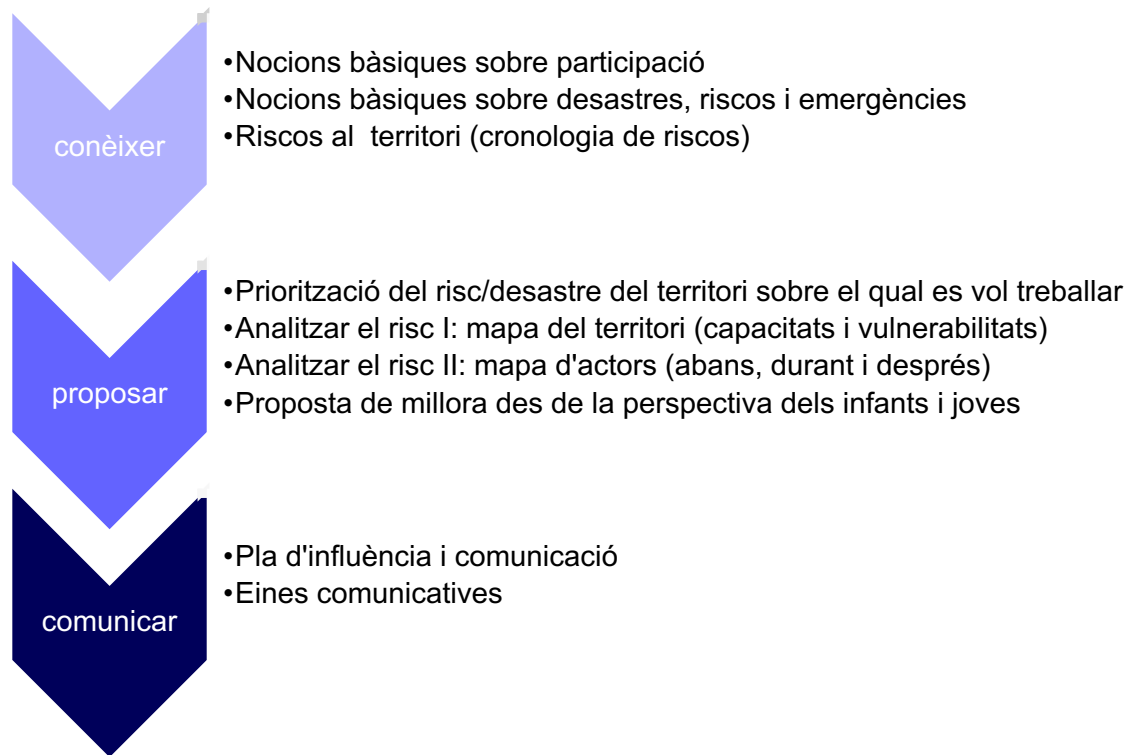 conèixer
•Nocions bàsiques sobre participació
•Nocions bàsiques sobre desastres, riscos i emergències
•Riscos al  territori (cronologia de riscos)
proposar
•Priorització del risc/desastre del territori sobre el qual es vol treballar
•Analitzar el risc I: mapa del territori (capacitats i vulnerabilitats)
•Analitzar el risc II: mapa d'actors (abans, durant i després)
•Proposta de millora des de la perspectiva dels infants i joves
comunicar
•Pla d'influència i comunicació
•Eines comunicatives